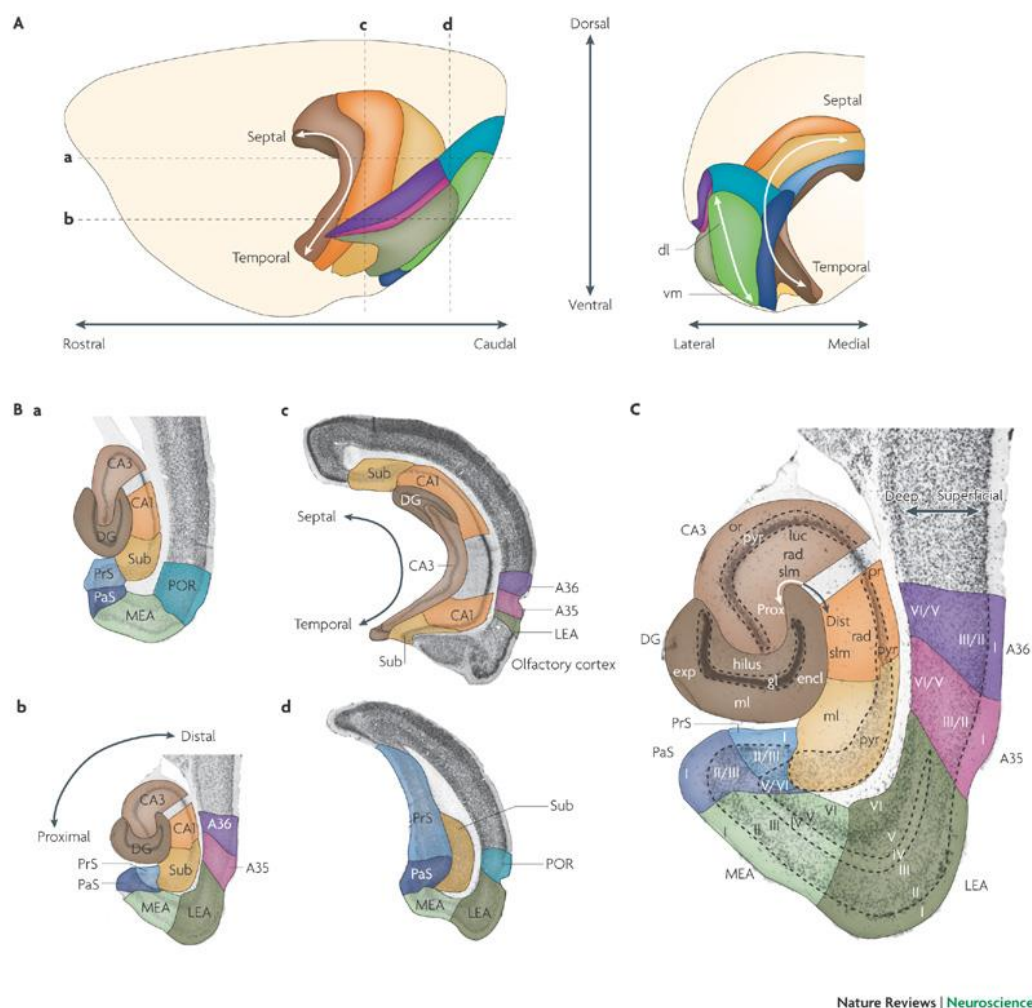 A
c
d
Septal
a
b
Temporal
Rostral
Caudal
Dorsal
Ventral
Septal
dl
Temporal
vm
Lateral
Medial
B a
CA3
CA1
DG
Sub
PrS
PaS
POR
MEA
c
Sub
CA1
DG
Septal
CA3
A36
Temporal
CA1
A35
LEA
Sub
Olfactory cortex
b
Distal
CA3
Proximal
CA1
A36
DG
PrS
Sub
A35
PaS
MEA
LEA
d
PrS
Sub
PaS
POR
MEA
LEA
C
Deep
Superficial
CA3
or
pyr
luc
rad
slm
or
Prox
Dist
rad
slm
pyr
VI/V
III/II
I
A36
DG
exp
hilus
gl
encl
ml
VI/V
III/II
I
A35
ml
PrS
I
pyr
PaS
II/III
I
II/III
V/VI
VI
V
IV
III
II
I
MEA
VI
V
IV
III
II
I
LEA
Nature Reviews | Neuroscience